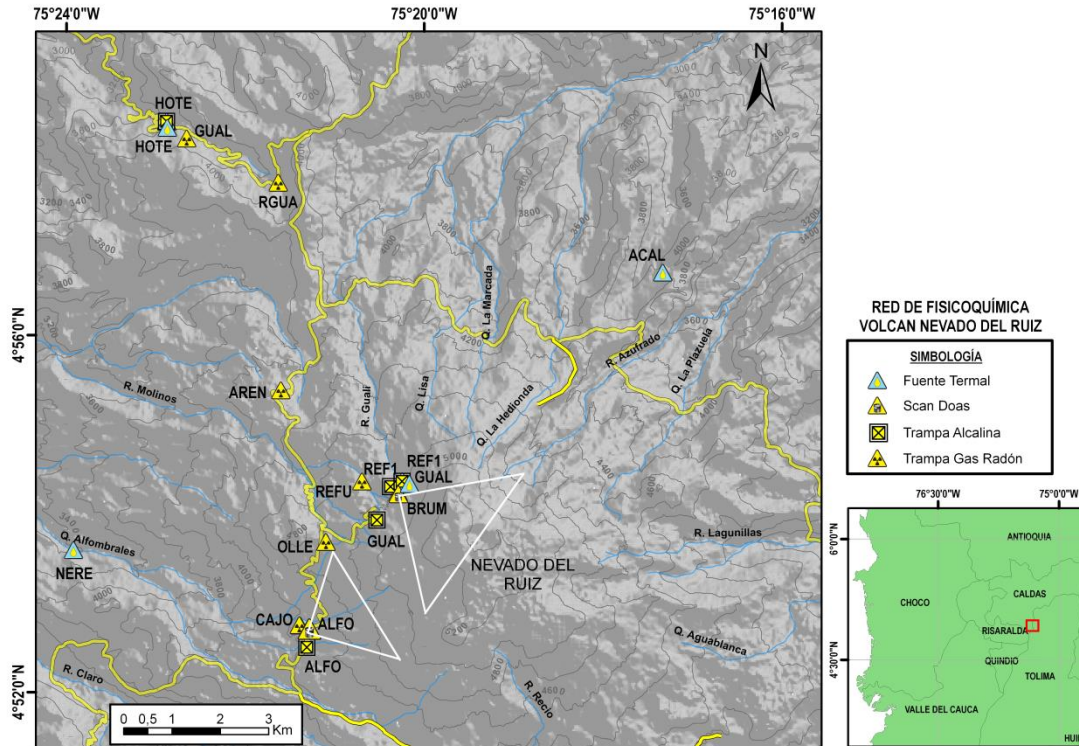 75°24'0"W
75°20'0"W
75°16'0"W
N
HOTE
HOTE
GUAL
RGUA
ACAL
4°56'0"N
AREN
R. Molinos
R. Gualí
Q. Lisa
Q. La Marcada
Q. La Hedionda
R. Azufrado
Q. La Plazuela
REF1
REF1
GUAL
REFU
BRUM
GUAL
OLLE
Q. Alfombrales
NERE
R. Lagunillas
NEVADO DEL
RUIZ
CAJO
ALFO
ALFO
Q. Aguablanca
R. Claro
R. Recio
4°52'0"N
0 0,5 1 2 3
Km
RED DE FISICOQUÍMICA
VOLCAN NEVADO DEL RUIZ
SIMBOLOGÍA
Fuente Termal
Scan Doas
Trampa Alcalina
Trampa Gas Radón
76°30'0"W
75°0'0"W
6°0'0"N
4°30'0"N
ANTIOQUIA
CHOCO
CALDAS
RISARALDA
QUINDIO
TOLIMA
VALLE DEL CAUCA
HUI